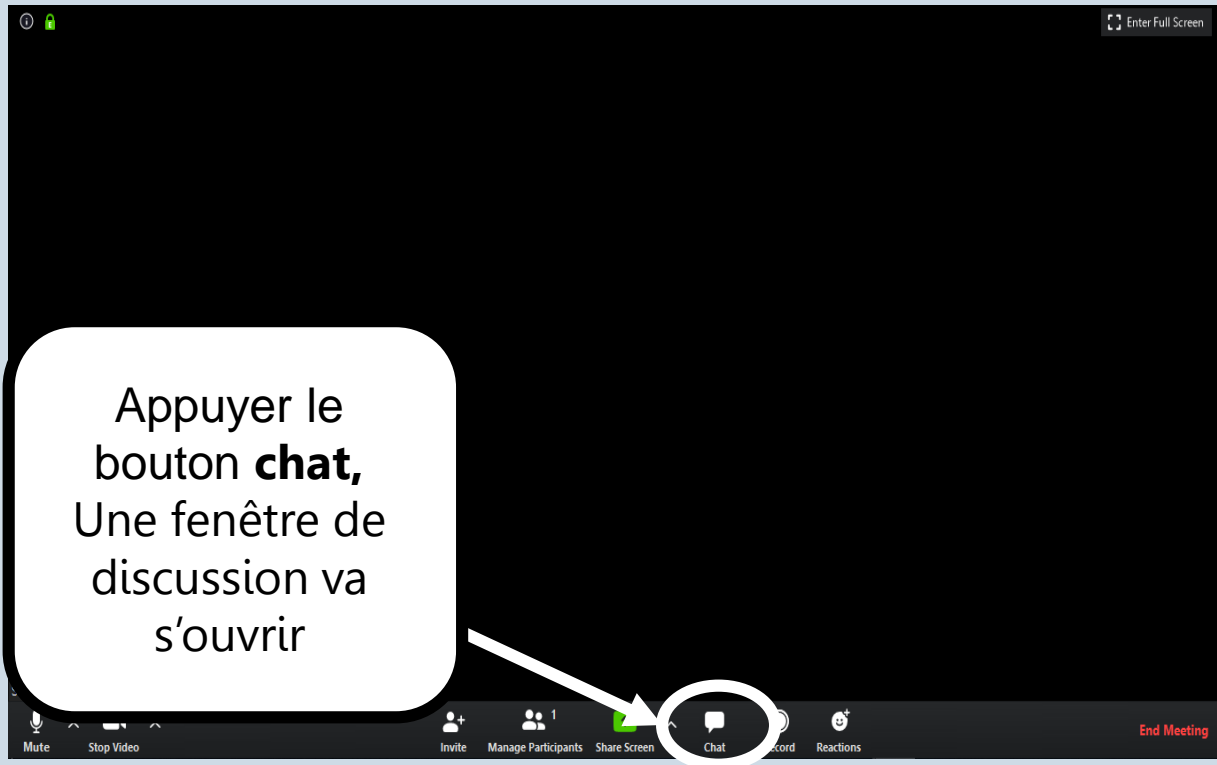 Enter Full Screen
Appuyer le
bouton chat,
Une fenêtre de
discussion va
s’ouvrir
1
Mute Stop Video Invite Manage Participants Share Screen Chat Reactions End Meeting